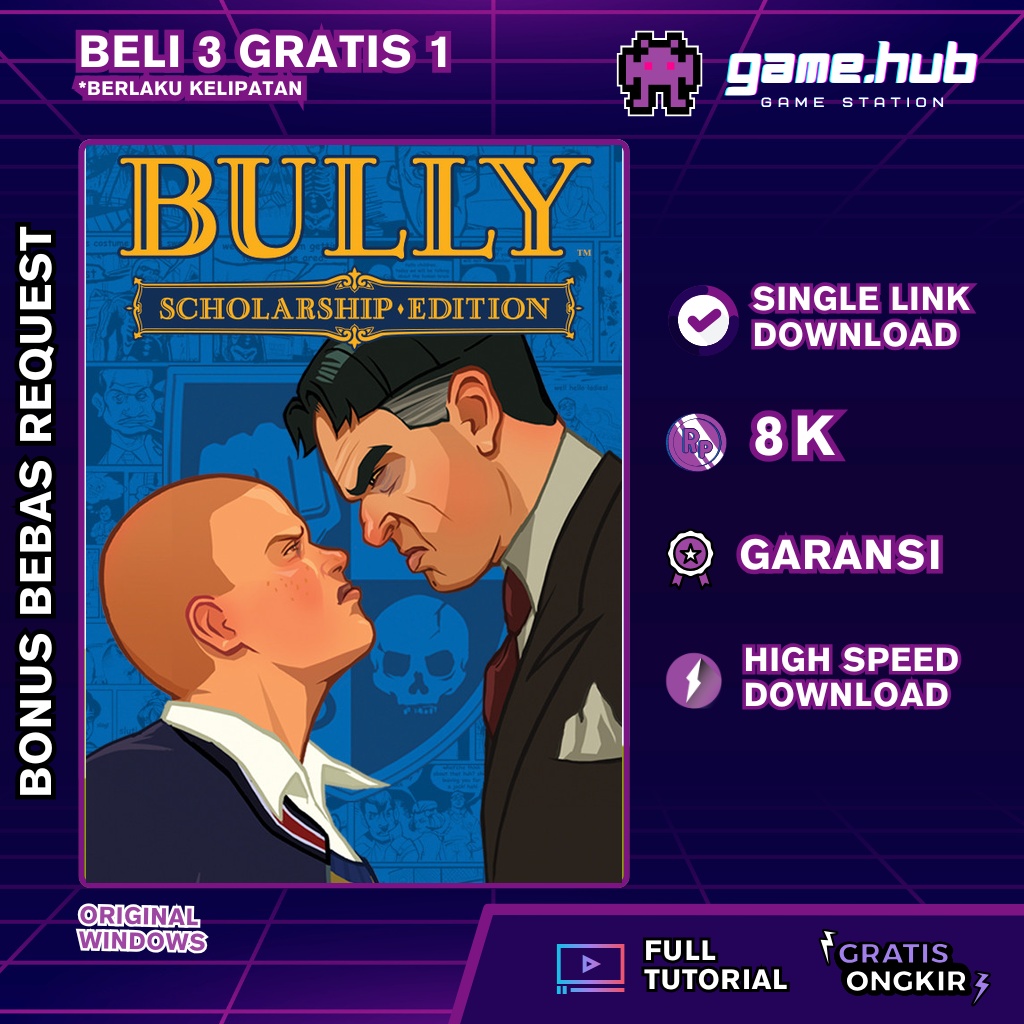 BELI 3 GRATIS 1
*BERLAKU KELIPATAN
game.hub
GAME STATION
BONUS BEBAS REQUEST
BULLY
TM
SCHOLARSHIP•EDITION
SINGLE LINK
DOWNLOAD
Rp
8K
GARANSI
HIGH SPEED
DOWNLOAD
ORIGINAL
WINDOWS
FULL
TUTORIAL
GRATIS
ONGKIR